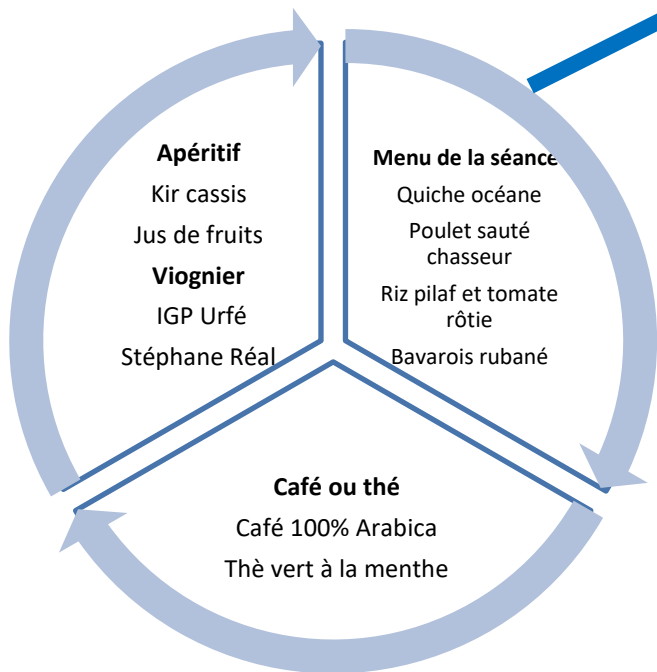 Apéritif
Kir cassis
Jus de fruits
Viognier
IGP Urfé
Stéphane Réal
Menu de la séance
Quiche océane
Poulet sauté
chasseur
Riz pilaf et tomate
rôtie
Bavarois rubané
Café ou thé
Café 100% Arabica
Thè vert à la menthe